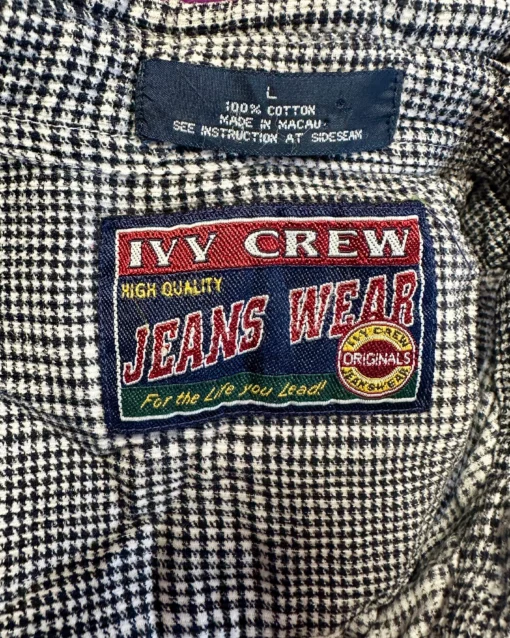 L
100% COTTON
MADE IN MACAU
SEE INSTRUCTION AT SIDESEAM
IVY CREW
HIGH QUALITY
JEANS WEAR
IVY CREW
ORIGINALS
JEANSWEAR
For the Life you Lead!